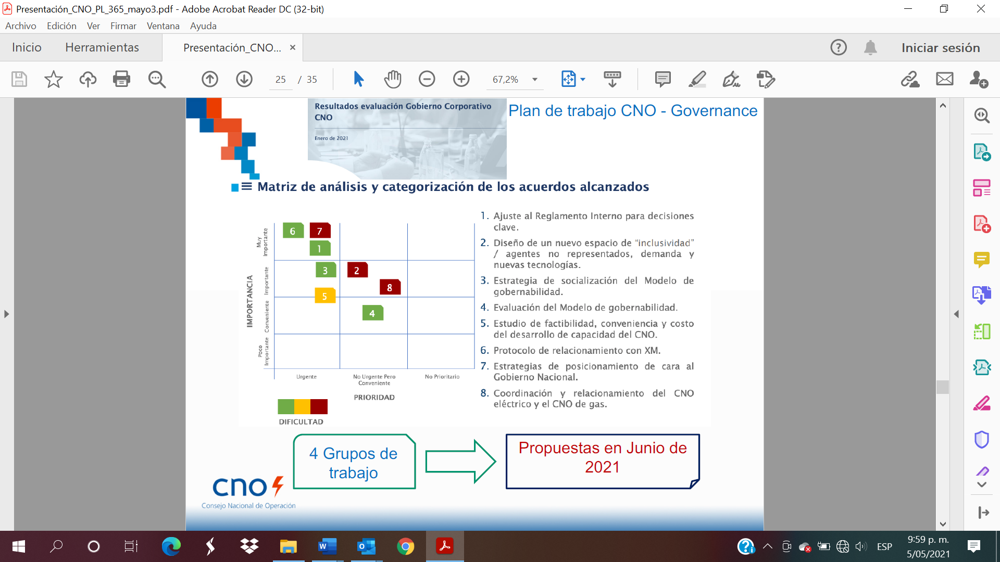 Presentación_CNO_PL_365_mayo3.pdf - Adobe Acrobat Reader DC (32-bit)
Archivo Edición Ver Firmar Ventana Ayuda
Inicio Herramientas Presentación_CNO... × Iniciar sesión
25 / 35 67,2%
Resultados evaluación Gobierno Corporativo
CNO
Enero de 2021
Plan de trabajo CNO - Governance
Matriz de análisis y categorización de los acuerdos alcanzados
IMPORTANCIA
Muy
Importante
Importante
Conveniente
Poco
Importante
6 7
1
3 2
8
5
4
Urgente
No Urgente Pero
Conveniente
No Prioritario
PRIORIDAD
DIFICULTAD
1. Ajuste al Reglamento Interno para decisiones
clave.
2. Diseño de un nuevo espacio de “inclusividad”
/ agentes no representados, demanda y
nuevas tecnologías.
3. Estrategia de socialización del Modelo de
gobernabilidad.
4. Evaluación del Modelo de gobernabilidad.
5. Estudio de factibilidad, conveniencia y costo
del desarrollo de capacidad del CNO.
6. Protocolo de relacionamiento con XM.
7. Estrategias de posicionamiento de cara al
Gobierno Nacional.
8. Coordinación y relacionamiento del CNO
eléctrico y el CNO de gas.
4 Grupos de
trabajo
Propuestas en Junio de
2021
cno
Consejo Nacional de Operación
ESP
9:59 p. m.
5/05/2021